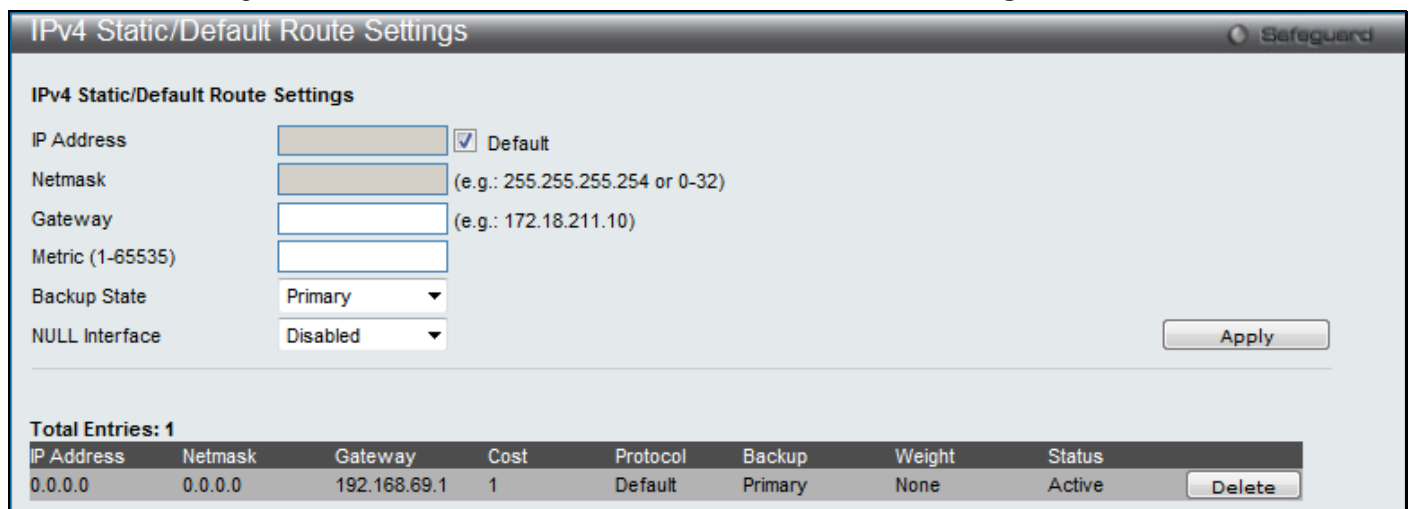 IPv4 Static/Default Route Settings Safeguard
IPv4 Static/Default Route Settings
IP Address Default
Netmask (e.g.: 255.255.255.254 or 0-32)
Gateway (e.g.: 172.18.211.10)
Metric (1-65535)
Backup State Primary
NULL Interface Disabled Apply
Total Entries: 1
IP Address Netmask Gateway Cost Protocol Backup Weight Status
0.0.0.0 0.0.0.0 192.168.69.1 1 Default Primary None Active Delete